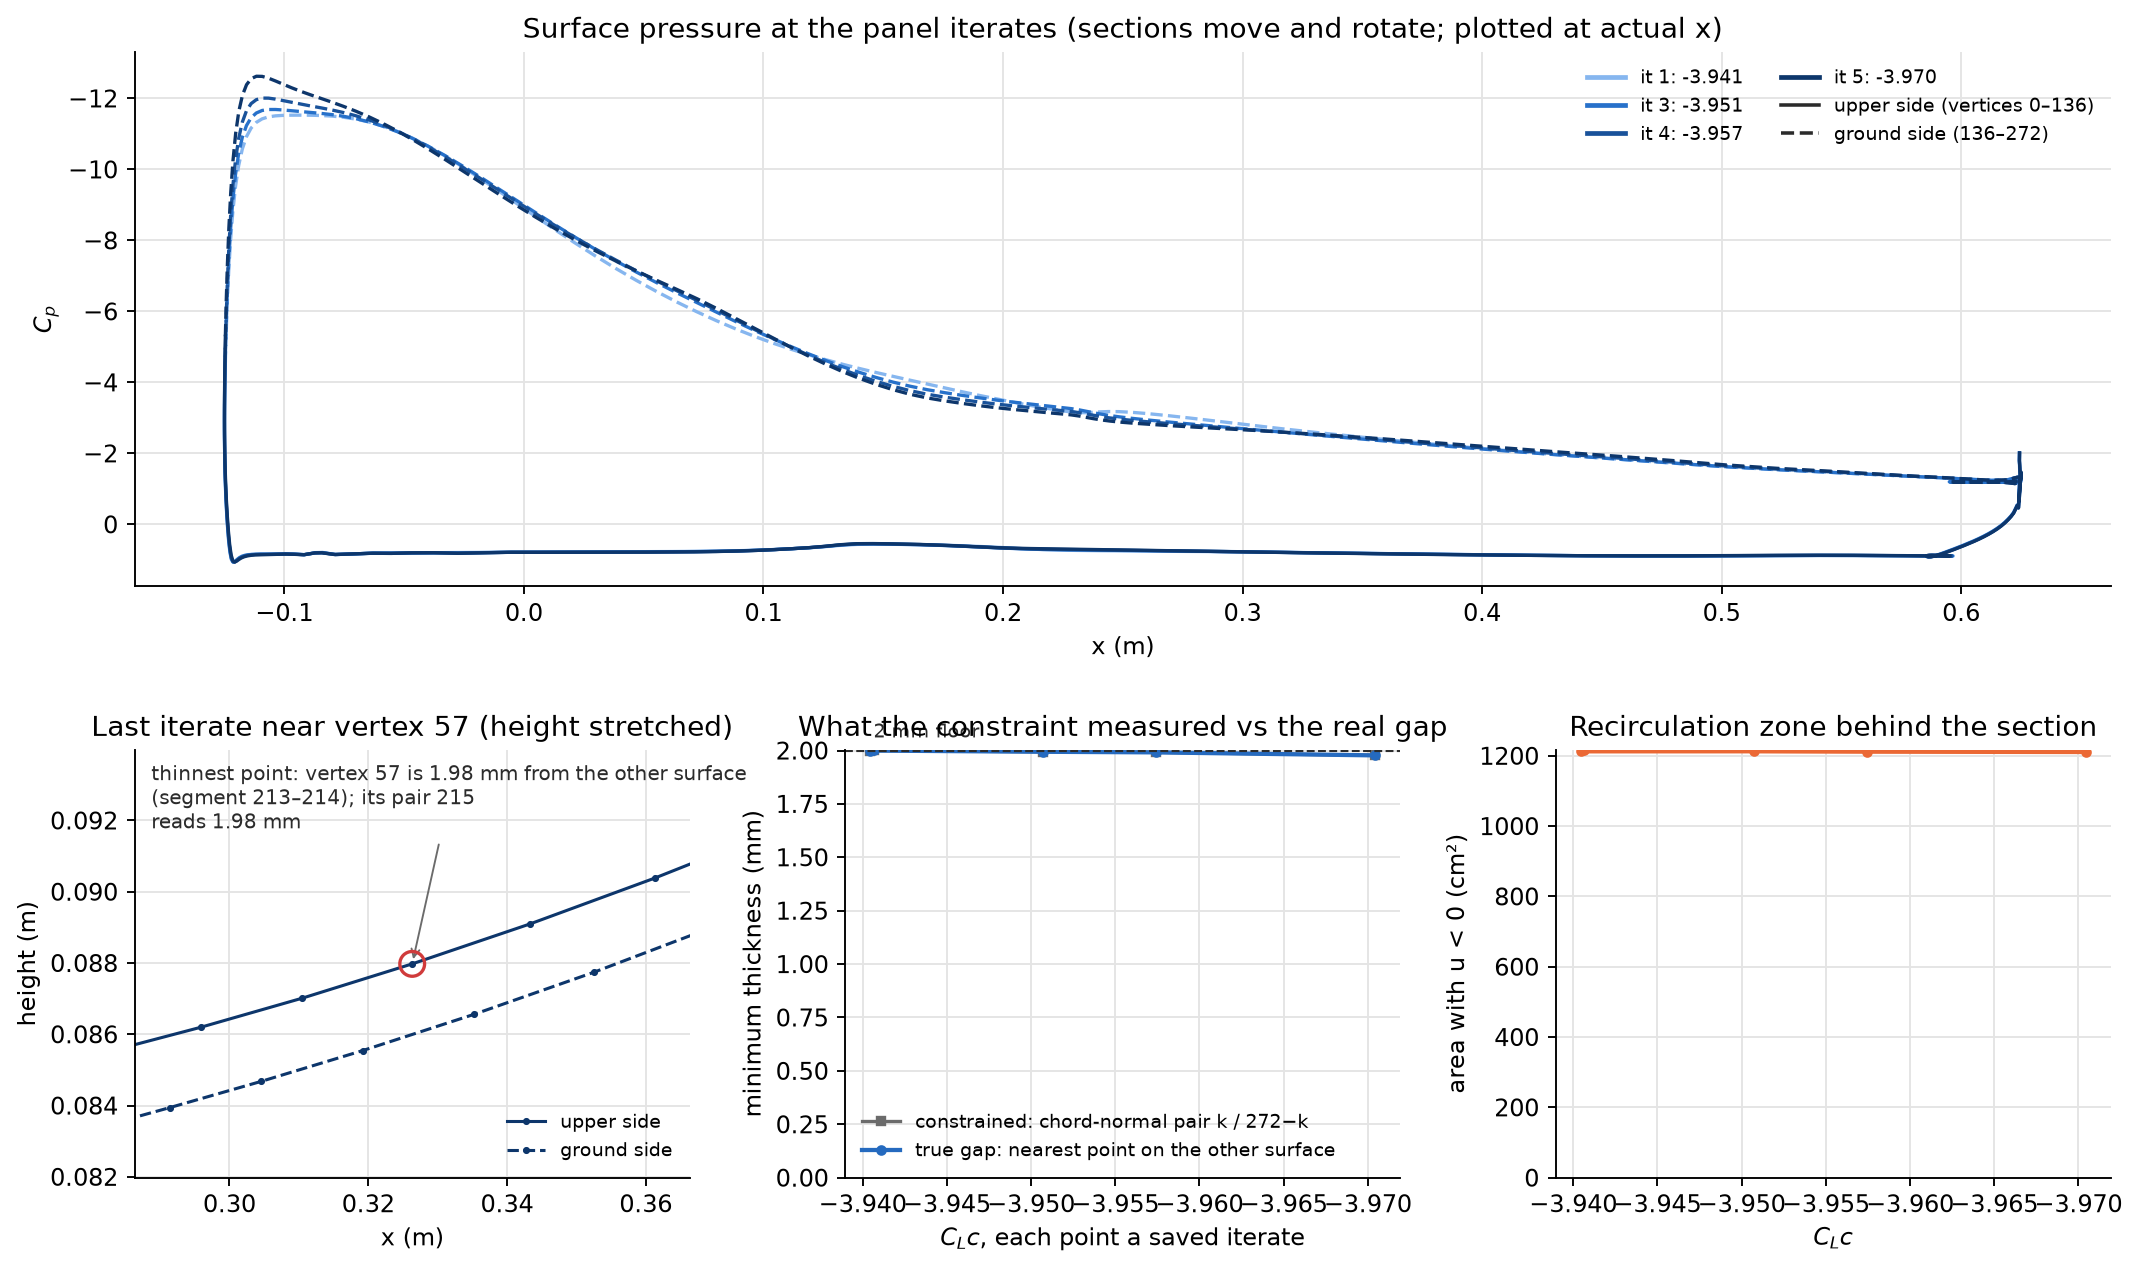 Surface pressure at the panel iterates (sections move and rotate; plotted at actual x)
it 1: -3.941
it 3: -3.951
it 4: -3.957
it 5: -3.970
upper side (vertices 0–136)
ground side (136–272)
−12
−10
−8
−6
−4
−2
0
Cp
−0.1 0.0 0.1 0.2 0.3 0.4 0.5 0.6
x (m)
Last iterate near vertex 57 (height stretched)
thinnest point: vertex 57 is 1.98 mm from the other surface
(segment 213–214); its pair 215
reads 1.98 mm
0.092
0.090
0.088
0.086
0.084
0.082
height (m)
upper side
ground side
0.30 0.32 0.34 0.36
x (m)
What the constraint measured vs the real gap
2 mm floor
2.00
1.75
1.50
1.25
1.00
0.75
0.50
0.25
0.00
minimum thickness (mm)
constrained: chord-normal pair k / 272−k
true gap: nearest point on the other surface
−3.940 −3.945 −3.950 −3.955 −3.960 −3.965 −3.970
CLc, each point a saved iterate
Recirculation zone behind the section
1200
1000
800
600
400
200
0
area with u < 0 (cm²)
−3.940 −3.945 −3.950 −3.955 −3.960 −3.965 −3.970
CLc